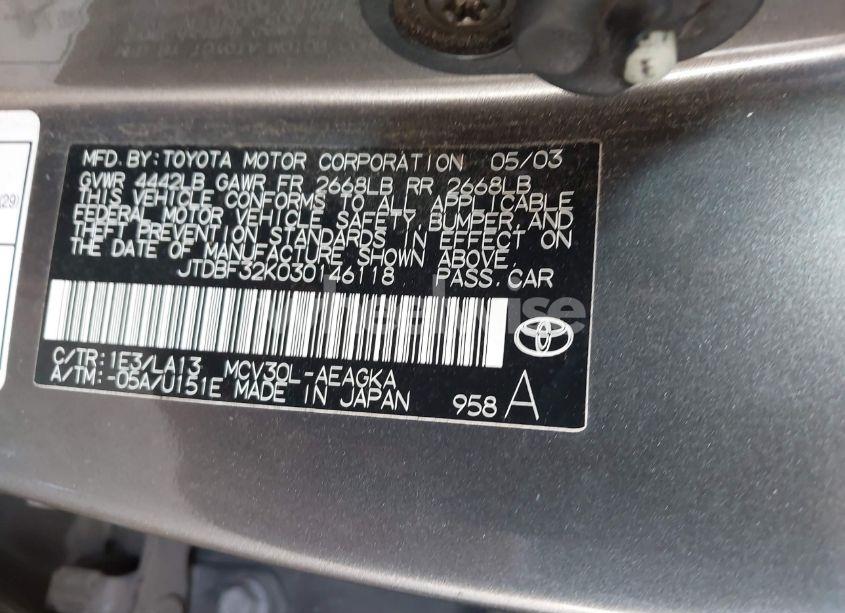 MFD. BY: TOYOTA MOTOR CORPORATION 05/03
GVWR 4442LB GAWR FR 2668LB RR 2668LB
THIS VEHICLE CONFORMS TO ALL APPLICABLE
FEDERAL MOTOR VEHICLE SAFETY, BUMPER, AND
THEFT PREVENTION STANDARDS IN EFFECT ON
THE DATE OF MANUFACTURE SHOWN ABOVE.
JTDBF32K030146118 PASS. CAR
wheelwise
C/TR: 1E3/LA13 MCV30L-AEAGKA
A/TM: -05A/U151E MADE IN JAPAN 958 A
(29)